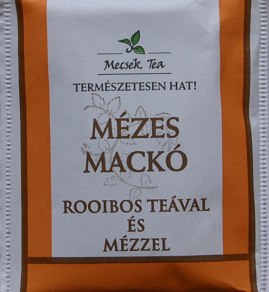 Mecsek Tea
TERMÉSZETESEN HAT!
MÉZES
MACKÓ
ROOIBOS TEÁVAL
ÉS
MÉZZEL